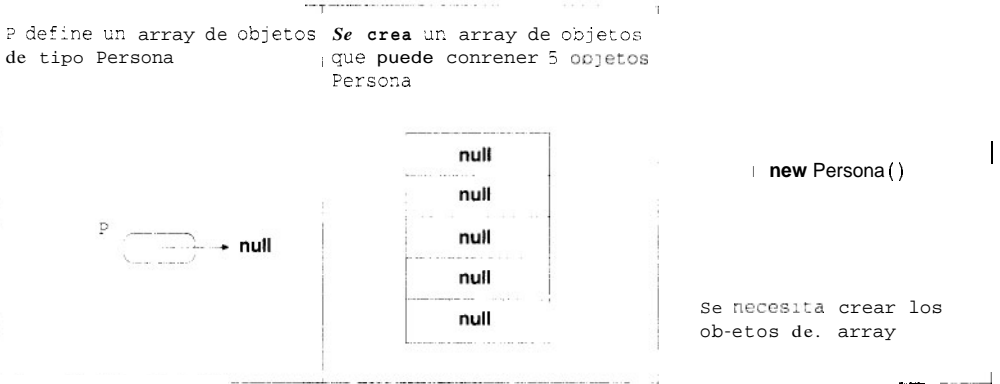 P define un array de objetos
de tipo Persona
Se crea un array de objetos
que puede conrener 5 objetos
Persona
null
null
null
null
null
P
null
new Persona()
Se necesita crear los
ob-etos de. array